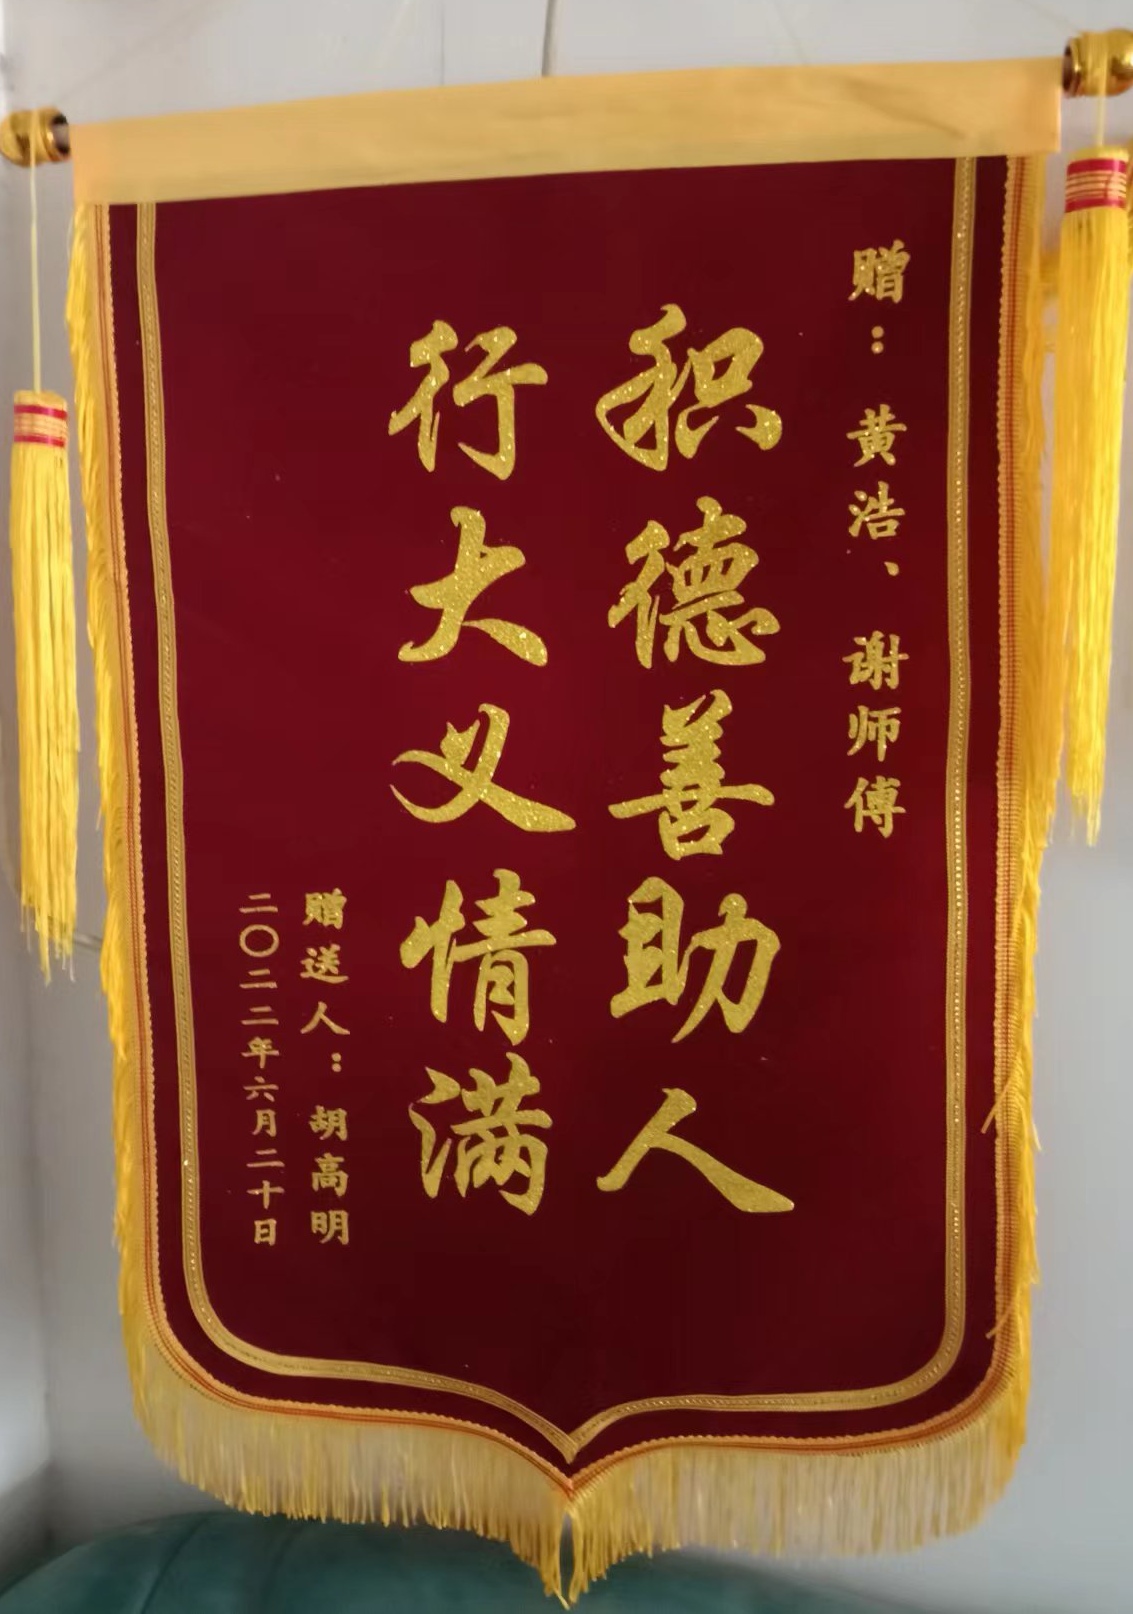 赠：黄浩、谢师傅
积德善助人
行大义情满
赠送人：胡高明
二〇二二年六月二十日